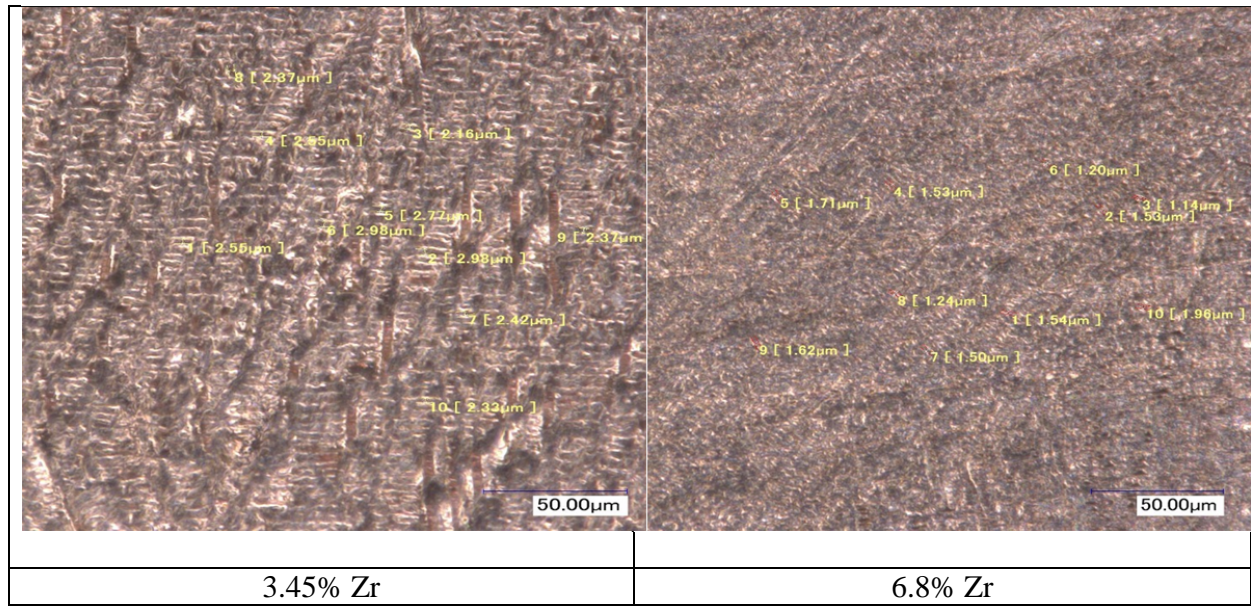 8 [ 2.37µm ]
4 [ 2.55µm ]
3 [ 2.16µm ]
5 [ 2.77µm ]
6 [ 2.98µm ]
9 [ 2.37µm
1 [ 2.55µm ]
2 [ 2.98µm ]
7 [ 2.42µm ]
10 [ 2.33µm ]
50.00µm
6 [ 1.20µm ]
4 [ 1.53µm ]
5 [ 1.71µm ]
3 [ 1.14µm ]
2 [ 1.53µm ]
8 [ 1.24µm ]
1 [ 1.54µm ]
10 [ 1.96µm ]
9 [ 1.62µm ]
7 [ 1.50µm ]
50.00µm
3.45% Zr
6.8% Zr